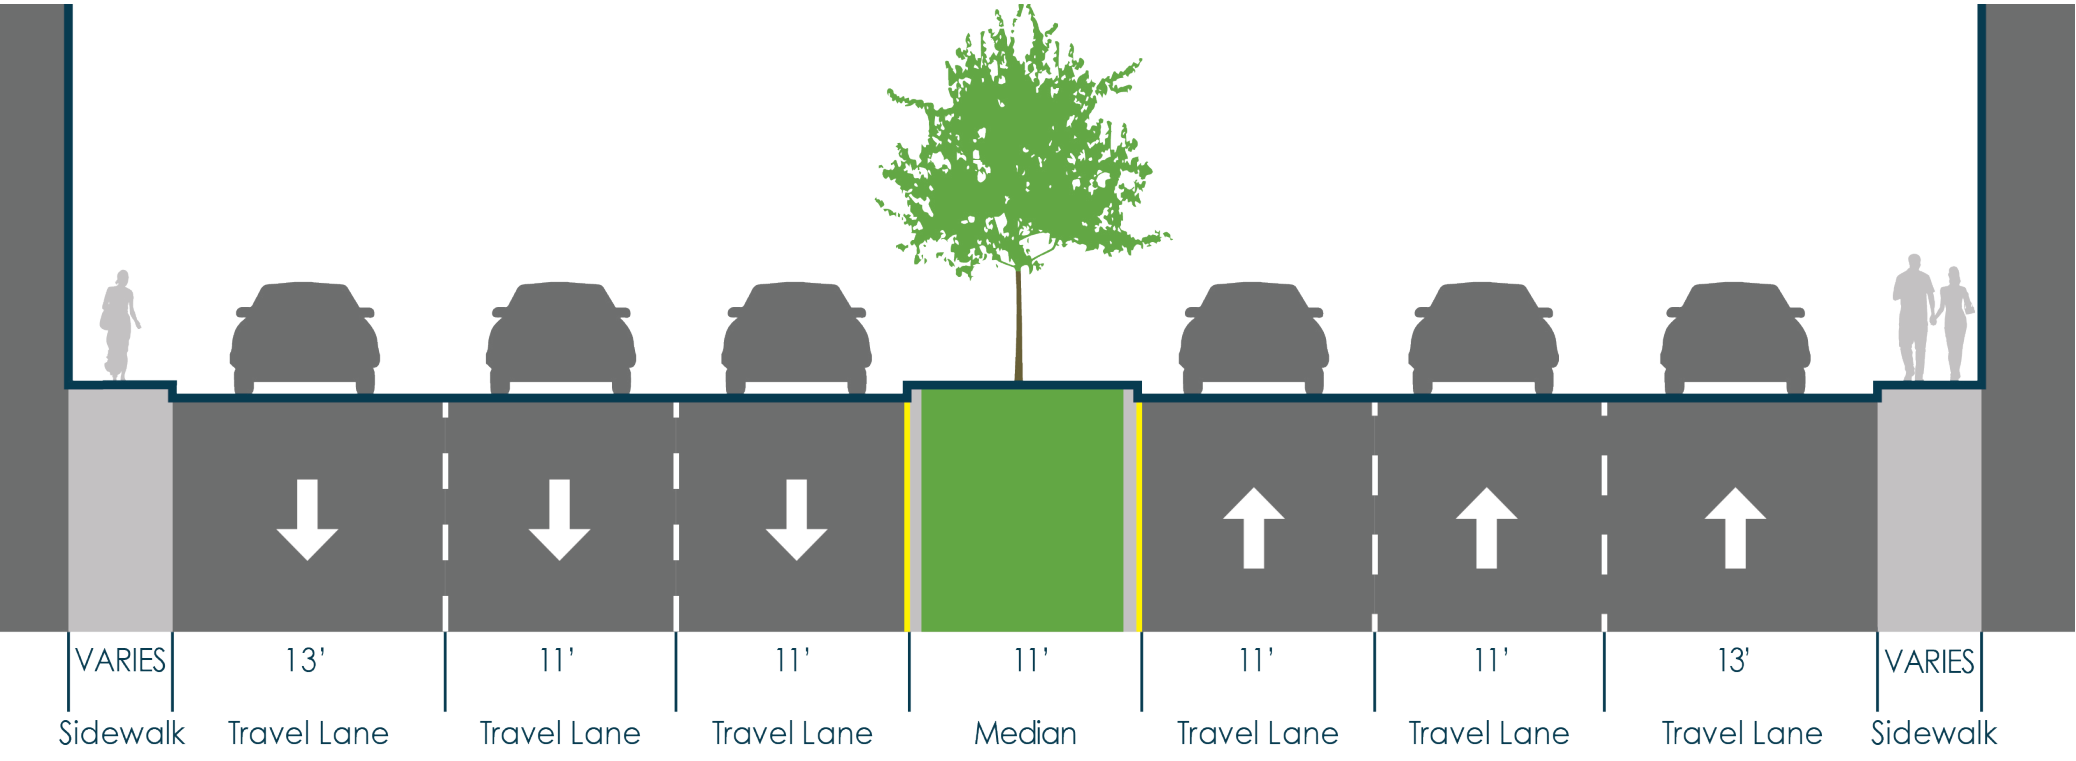 VARIES 13’ 11’ 11’ 11’ 11’ 11’ 13’ VARIES
Sidewalk Travel Lane Travel Lane Travel Lane Median Travel Lane Travel Lane Travel Lane Sidewalk